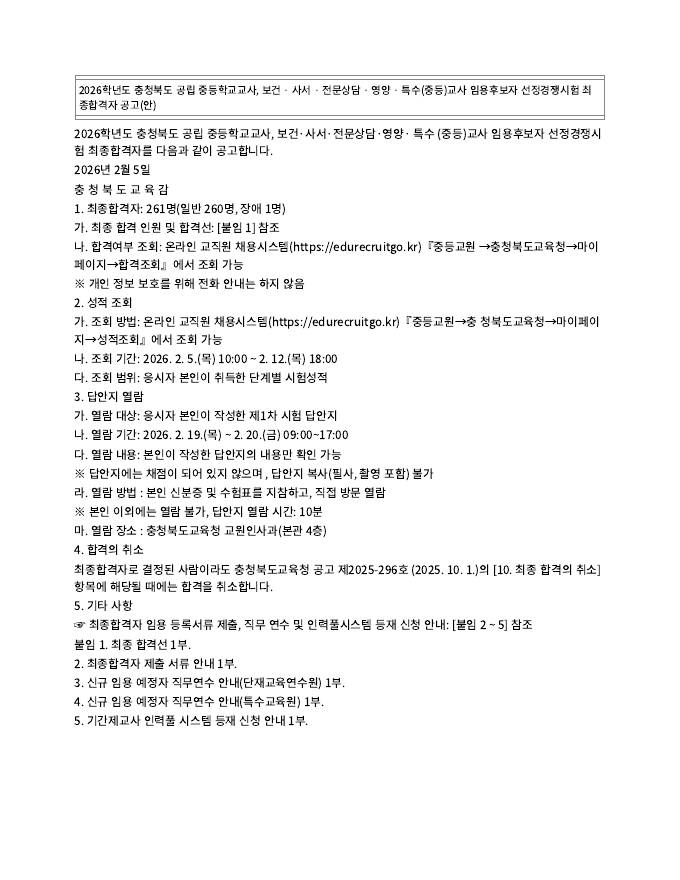 2026학년도 충청북도 공립 중등학교교사, 보건 · 사서 · 전문상담 · 영양 · 특수(중등)교사 임용후보자 선정경쟁시험 최
종합격자 공고(안)
2026학년도 충청북도 공립 중등학교교사, 보건·사서·전문상담·영양· 특수 (중등)교사 임용후보자 선정경쟁시
험 최종합격자를 다음과 같이 공고합니다.
2026년 2월 5일
충 청 북 도 교 육 감
1. 최종합격자: 261명(일반 260명, 장애 1명)
가. 최종 합격 인원 및 합격선: [붙임 1] 참조
나. 합격여부 조회: 온라인 교직원 채용시스템(https://edurecruitgo.kr)『중등교원 →충청북도교육청→마이
페이지→합격조회』에서 조회 가능
※ 개인 정보 보호를 위해 전화 안내는 하지 않음
2. 성적 조회
가. 조회 방법: 온라인 교직원 채용시스템(https://edurecruitgo.kr)『중등교원→충 청북도교육청→마이페이
지→성적조회』에서 조회 가능
나. 조회 기간: 2026. 2. 5.(목) 10:00 ~ 2. 12.(목) 18:00
다. 조회 범위: 응시자 본인이 취득한 단계별 시험성적
3. 답안지 열람
가. 열람 대상: 응시자 본인이 작성한 제1차 시험 답안지
나. 열람 기간: 2026. 2. 19.(목) ~ 2. 20.(금) 09:00~17:00
다. 열람 내용: 본인이 작성한 답안지의 내용만 확인 가능
※ 답안지에는 채점이 되어 있지 않으며 , 답안지 복사(필사, 촬영 포함) 불가
라. 열람 방법 : 본인 신분증 및 수험표를 지참하고, 직접 방문 열람
※ 본인 이외에는 열람 불가, 답안지 열람 시간: 10분
마. 열람 장소 : 충청북도교육청 교원인사과(본관 4층)
4. 합격의 취소
최종합격자로 결정된 사람이라도 충청북도교육청 공고 제2025-296호 (2025. 10. 1.)의 [10. 최종 합격의 취소]
항목에 해당될 때에는 합격을 취소합니다.
5. 기타 사항
☞ 최종합격자 임용 등록서류 제출, 직무 연수 및 인력풀시스템 등재 신청 안내: [붙임 2 ~ 5] 참조
붙임 1. 최종 합격선 1부.
2. 최종합격자 제출 서류 안내 1부.
3. 신규 임용 예정자 직무연수 안내(단재교육연수원) 1부.
4. 신규 임용 예정자 직무연수 안내(특수교육원) 1부.
5. 기간제교사 인력풀 시스템 등재 신청 안내 1부.